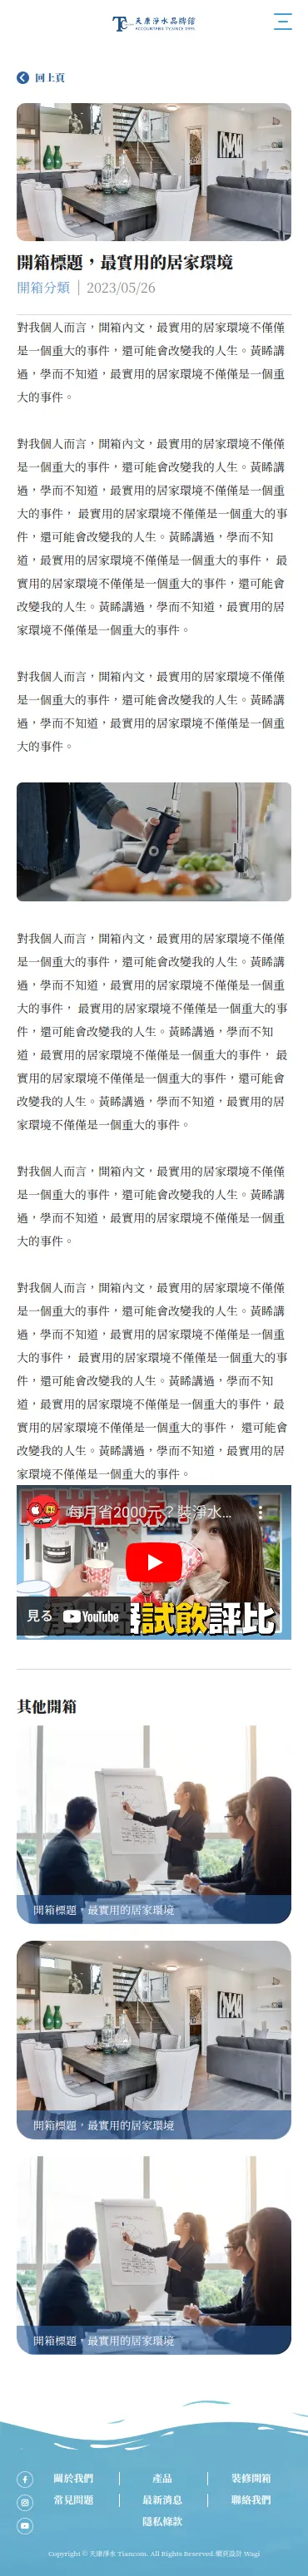 天康淨水品牌館
回上頁
開箱標題，最實用的居家環境
開箱分類 | 2023/05/26
對我個人而言，開箱內文，最實用的居家環境不僅僅
是一個重大的事件，還可能會改變我的人生。黃晞講
過，學而不知道，最實用的居家環境不僅僅是一個重
大的事件。
對我個人而言，開箱內文，最實用的居家環境不僅僅
是一個重大的事件，還可能會改變我的人生。黃晞講
過，學而不知道，最實用的居家環境不僅僅是一個重
大的事件， 最實用的居家環境不僅僅是一個重大的事
件，還可能會改變我的人生。黃晞講過，學而不知
道，最實用的居家環境不僅僅是一個重大的事件， 最
實用的居家環境不僅僅是一個重大的事件，還可能會
改變我的人生。黃晞講過，學而不知道，最實用的居
家環境不僅僅是一個重大的事件。
對我個人而言，開箱內文，最實用的居家環境不僅僅
是一個重大的事件，還可能會改變我的人生。黃晞講
過，學而不知道，最實用的居家環境不僅僅是一個重
大的事件。
對我個人而言，開箱內文，最實用的居家環境不僅僅
是一個重大的事件，還可能會改變我的人生。黃晞講
過，學而不知道，最實用的居家環境不僅僅是一個重
大的事件， 最實用的居家環境不僅僅是一個重大的事
件，還可能會改變我的人生。黃晞講過，學而不知
道，最實用的居家環境不僅僅是一個重大的事件， 最
實用的居家環境不僅僅是一個重大的事件，還可能會
改變我的人生。黃晞講過，學而不知道，最實用的居
家環境不僅僅是一個重大的事件。
對我個人而言，開箱內文，最實用的居家環境不僅僅
是一個重大的事件，還可能會改變我的人生。黃晞講
過，學而不知道，最實用的居家環境不僅僅是一個重
大的事件。
對我個人而言，開箱內文，最實用的居家環境不僅僅
是一個重大的事件，還可能會改變我的人生。黃晞講
過，學而不知道，最實用的居家環境不僅僅是一個重
大的事件， 最實用的居家環境不僅僅是一個重大的事
件，還可能會改變我的人生。黃晞講過，學而不知
道，最實用的居家環境不僅僅是一個重大的事件，最
實用的居家環境不僅僅是一個重大的事件， 還可能會
改變我的人生。黃晞講過，學而不知道，最實用的居
家環境不僅僅是一個重大的事件。
每月省2000元？裝淨水...
見る YouTube
淨水器試飲評比
其他開箱
開箱標題，最實用的居家環境
開箱標題，最實用的居家環境
開箱標題，最實用的居家環境
關於我們 產品 裝修開箱
常見問題 最新消息 聯絡我們
隱私條款
Copyright © 天康淨水 Tiancom. All Rights Reserved.網頁設計 Wagi